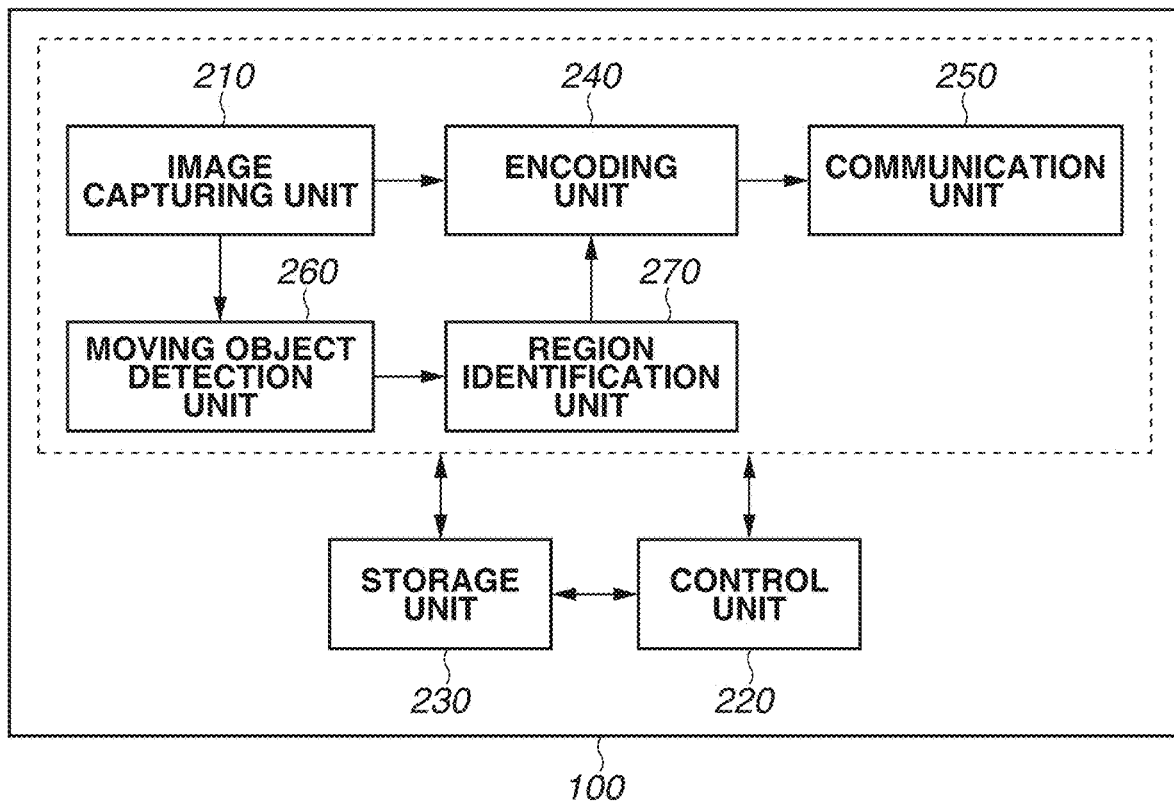 210
240
250
IMAGE
CAPTURING UNIT
ENCODING
UNIT
COMMUNICATION
UNIT
260
270
MOVING OBJECT
DETECTION
UNIT
REGION
IDENTIFICATION
UNIT
STORAGE
UNIT
CONTROL
UNIT
230
220
100